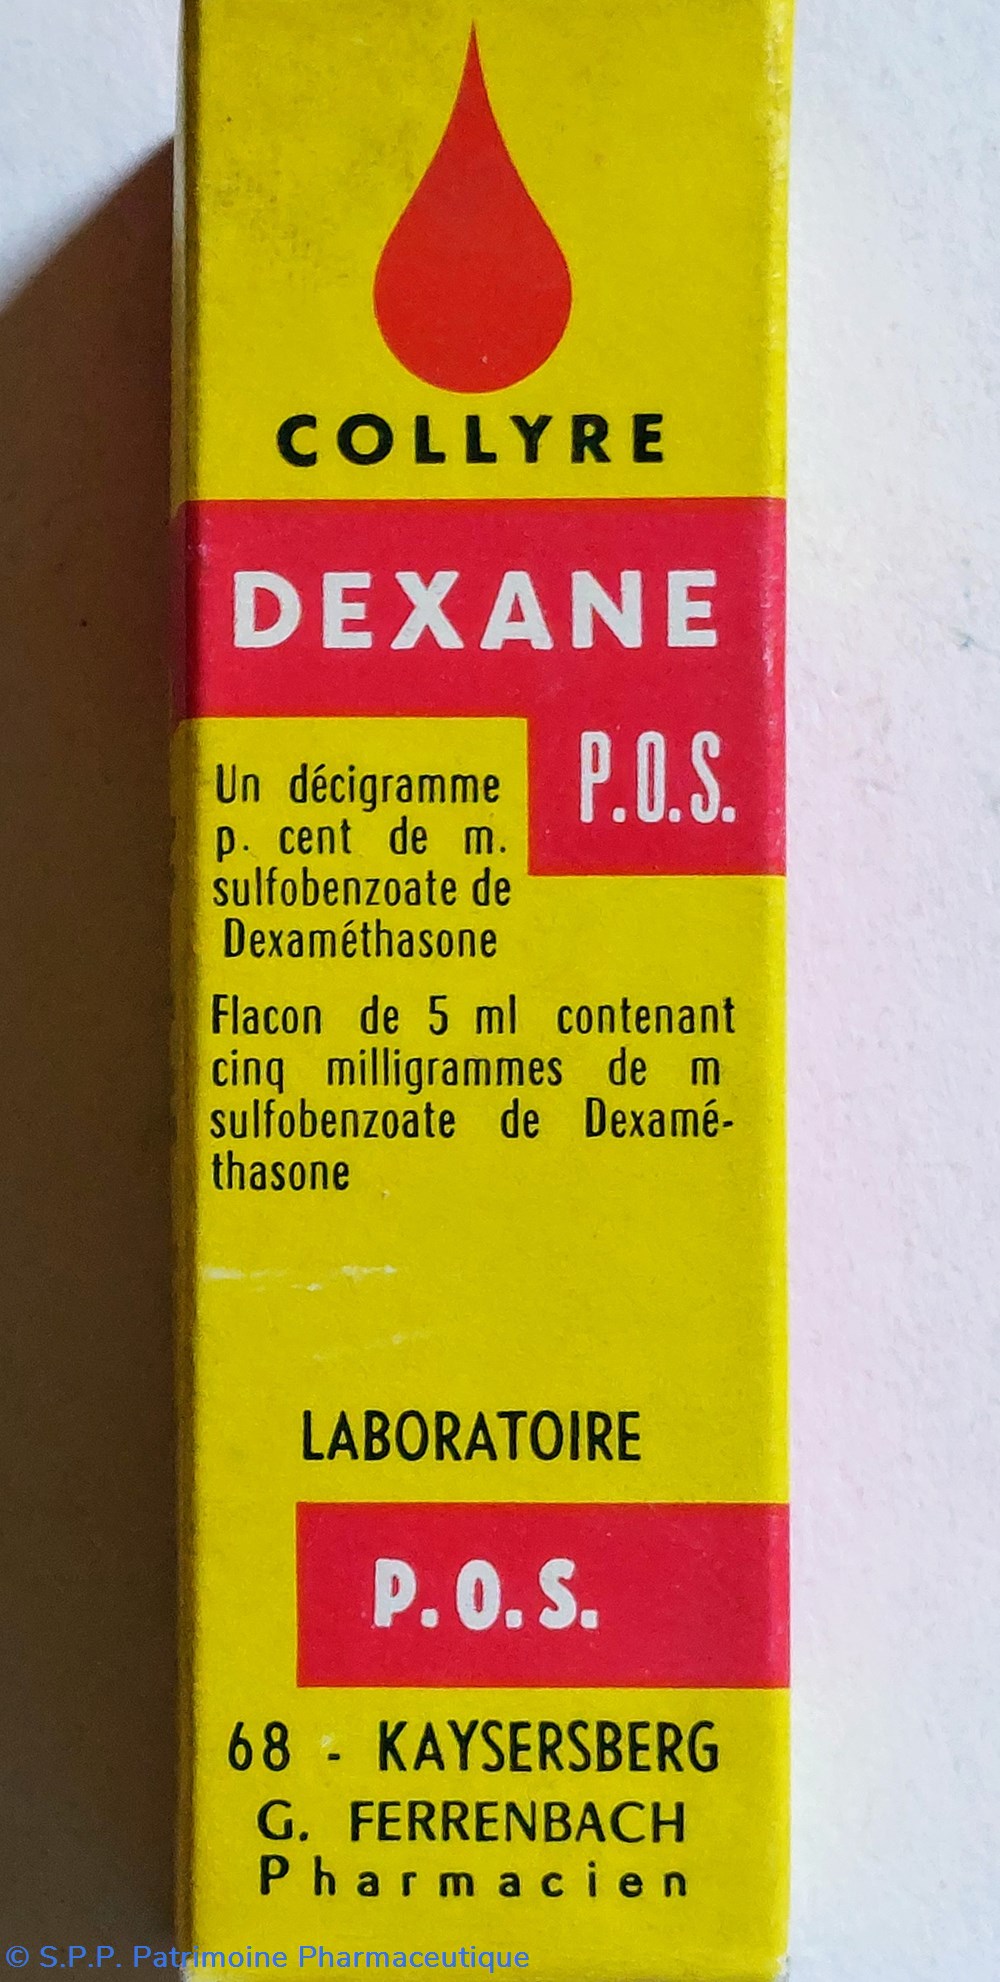 COLLYRE
DEXANE
P.O.S.
Un décigramme
p. cent de m.
sulfobenzoate de
Dexaméthasone
Flacon de 5 ml contenant
cinq milligrammes de m
sulfobenzoate de Dexamé-
thasone
LABORATOIRE
P.O.S.
68 - KAYSERSBERG
G. FERRENBACH
Pharmacien
© S.P.P. Patrimoine Pharmaceutique